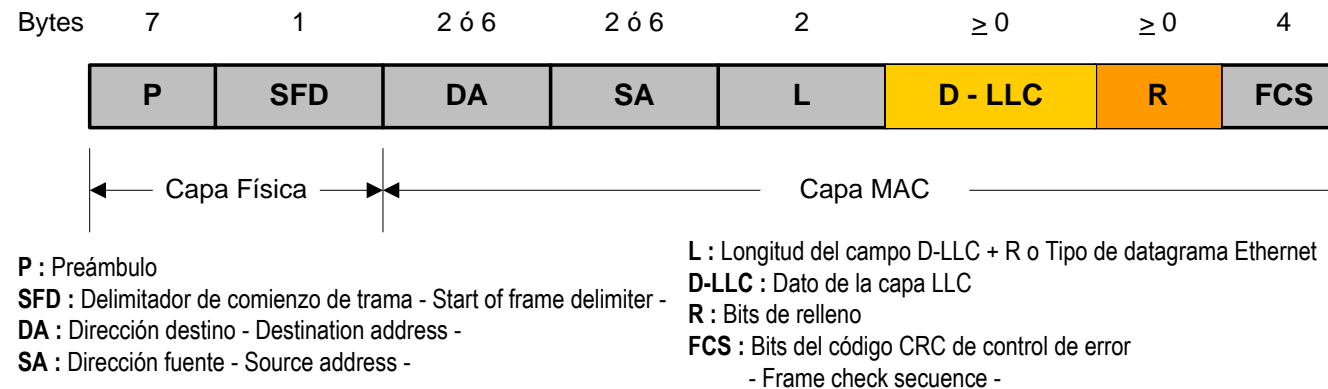 Bytes 7 1 2 ó 6 2 ó 6 2 ≥ 0 ≥ 0 4
P SFD DA SA L D - LLC R FCS
Capa Física Capa MAC
P : Preámbulo
SFD : Delimitador de comienzo de trama - Start of frame delimiter -
DA : Dirección destino - Destination address -
SA : Dirección fuente - Source address -
L : Longitud del campo D-LLC + R o Tipo de datagrama Ethernet
D-LLC : Dato de la capa LLC
R : Bits de relleno
FCS : Bits del código CRC de control de error
- Frame check secuence -